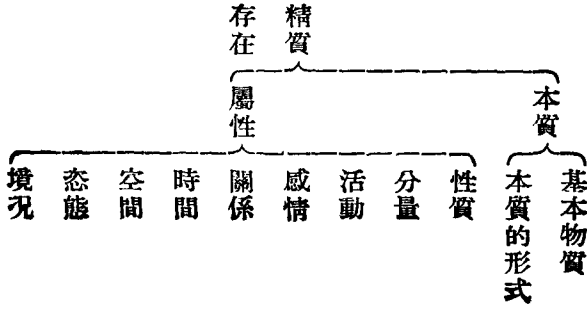 精質
存在
本質
屬性
基本物質
本質的形式
性質
分量
活動
感情
關係
時間
空間
态態
境况